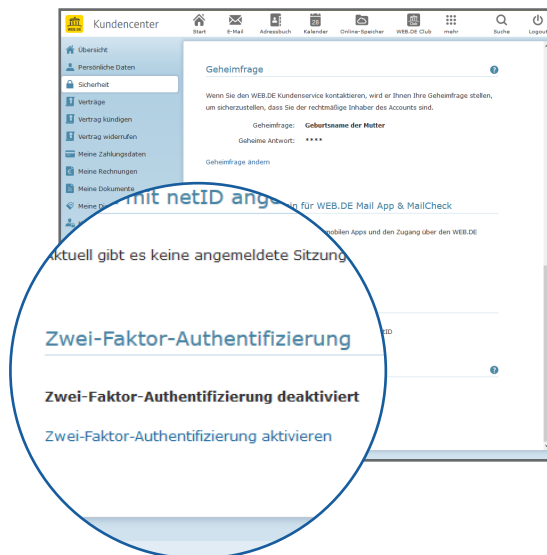 WEB.DE
Kundencenter
Start
E-Mail
Adressbuch
28
Kalender
Online-Speicher
Club
WEB.DE Club
mehr
Suche
Logout
Übersicht
Persönliche Daten
Sicherheit
Verträge
Vertrag kündigen
Vertrag widerrufen
Meine Zahlungsdaten
Meine Rechnungen
Meine Dokumente
Geheimfrage
?
Wenn Sie den WEB.DE Kundenservice kontaktieren, wird er Ihnen Ihre Geheimfrage stellen,
um sicherzustellen, dass Sie der rechtmäßige Inhaber des Accounts sind.
Geheimfrage: Geburtsname der Mutter
Geheime Antwort: ****
Geheimfrage ändern
für WEB.DE Mail App & MailCheck
mobilen Apps und den Zugang über den WEB.DE
?
mit netID
Aktuell gibt es keine angemeldete Sitzung
Zwei-Faktor-Authentifizierung
Zwei-Faktor-Authentifizierung deaktiviert
Zwei-Faktor-Authentifizierung aktivieren